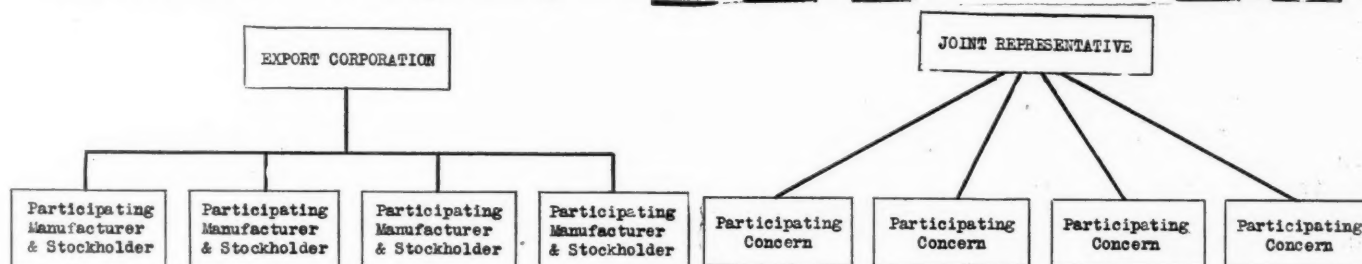 EXPORT CORPORATION
JOINT REPRESENTATIVE
Participating
Manufacturer
& Stockholder
Participating
Manufacturer
& Stockholder
Participating
Manufacturer
& Stockholder
Participating
Manufacturer
& Stockholder
Participating
Concern
Participating
Concern
Participating
Concern
Participating
Concern